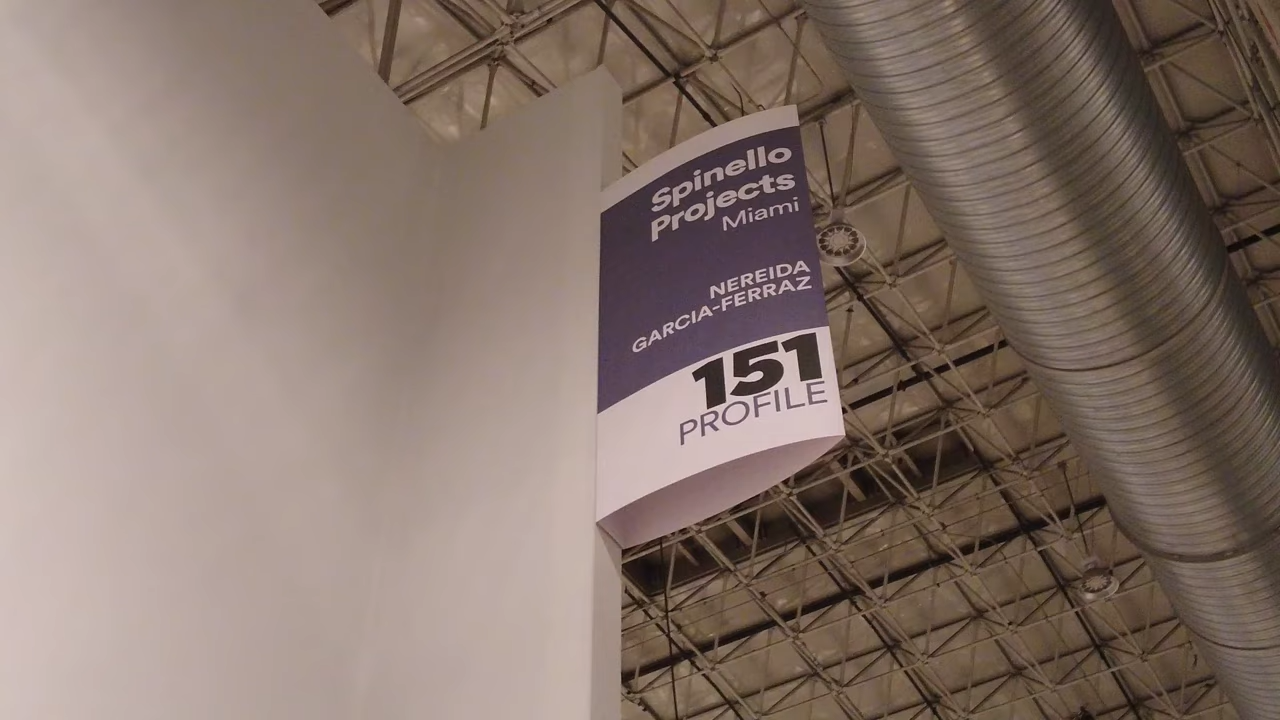 Spinello
Projects
Miami
NEREIDA
GARCIA-FERRAZ
151
PROFILE